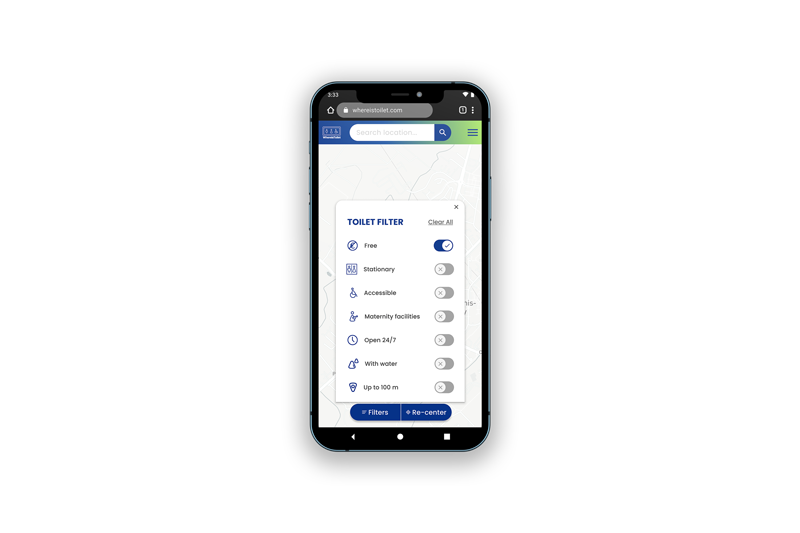 3:33
whereistoilet.com
1
Search location...
TOILET FILTER
Clear All
Free
Stationary
Accessible
Maternity facilities
Open 24/7
With water
Up to 100 m
Filters
Re-center